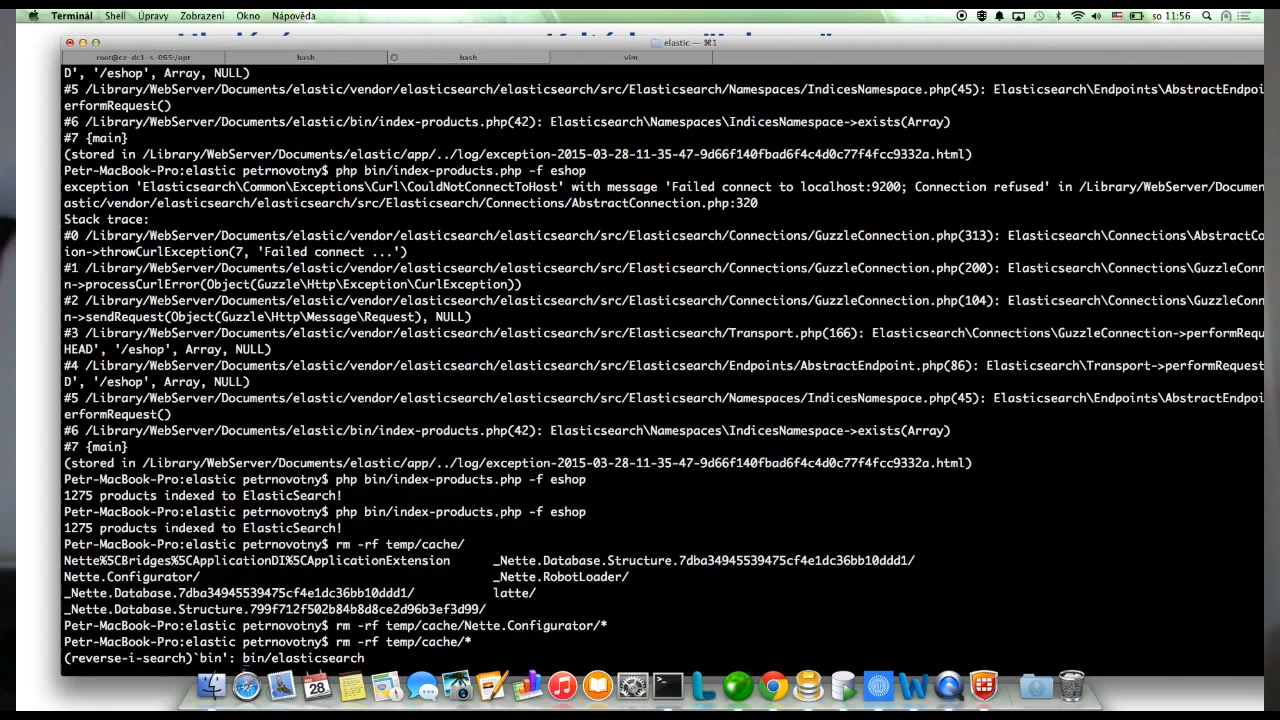 Terminál Shell Úpravy Zobrazení Okno Nápověda so 11:56
elastic — ⌘1
root@cz-dc1-s-065:/opt bash bash vim
D', '/eshop', Array, NULL)
#5 /Library/WebServer/Documents/elastic/vendor/elasticsearch/elasticsearch/src/Elasticsearch/Namespaces/IndicesNamespace.php(45): Elasticsearch\Endpoints\AbstractEndpoi
erformRequest()
#6 /Library/WebServer/Documents/elastic/bin/index-products.php(42): Elasticsearch\Namespaces\IndicesNamespace->exists(Array)
#7 {main}
(stored in /Library/WebServer/Documents/elastic/app/../log/exception-2015-03-28-11-35-47-9d66f140fbad6f4c4d0c77f4fcc9332a.html)
Petr-MacBook-Pro:elastic petrnovotny$ php bin/index-products.php -f eshop
exception 'Elasticsearch\Common\Exceptions\Curl\CouldNotConnectToHost' with message 'Failed connect to localhost:9200; Connection refused' in /Library/WebServer/Documen
astic/vendor/elasticsearch/elasticsearch/src/Elasticsearch/Connections/AbstractConnection.php:320
Stack trace:
#0 /Library/WebServer/Documents/elastic/vendor/elasticsearch/elasticsearch/src/Elasticsearch/Connections/GuzzleConnection.php(313): Elasticsearch\Connections\AbstractCo
ion->throwCurlException(7, 'Failed connect ...')
#1 /Library/WebServer/Documents/elastic/vendor/elasticsearch/elasticsearch/src/Elasticsearch/Connections/GuzzleConnection.php(200): Elasticsearch\Connections\GuzzleConn
n->processCurlError(Object(Guzzle\Http\Exception\CurlException))
#2 /Library/WebServer/Documents/elastic/vendor/elasticsearch/elasticsearch/src/Elasticsearch/Connections/GuzzleConnection.php(104): Elasticsearch\Connections\GuzzleConn
n->sendRequest(Object(Guzzle\Http\Message\Request), NULL)
#3 /Library/WebServer/Documents/elastic/vendor/elasticsearch/elasticsearch/src/Elasticsearch/Transport.php(166): Elasticsearch\Connections\GuzzleConnection->performRequ
HEAD', '/eshop', Array, NULL)
#4 /Library/WebServer/Documents/elastic/vendor/elasticsearch/elasticsearch/src/Elasticsearch/Endpoints/AbstractEndpoint.php(86): Elasticsearch\Transport->performRequest
D', '/eshop', Array, NULL)
#5 /Library/WebServer/Documents/elastic/vendor/elasticsearch/elasticsearch/src/Elasticsearch/Namespaces/IndicesNamespace.php(45): Elasticsearch\Endpoints\AbstractEndpoi
erformRequest()
#6 /Library/WebServer/Documents/elastic/bin/index-products.php(42): Elasticsearch\Namespaces\IndicesNamespace->exists(Array)
#7 {main}
(stored in /Library/WebServer/Documents/elastic/app/../log/exception-2015-03-28-11-35-47-9d66f140fbad6f4c4d0c77f4fcc9332a.html)
Petr-MacBook-Pro:elastic petrnovotny$ php bin/index-products.php -f eshop
1275 products indexed to ElasticSearch!
Petr-MacBook-Pro:elastic petrnovotny$ php bin/index-products.php -f eshop
1275 products indexed to ElasticSearch!
Petr-MacBook-Pro:elastic petrnovotny$ rm -rf temp/cache/
Nette%5CBridges%5CApplicationDI%5CApplicationExtension _Nette.Database.Structure.7dba34945539475cf4e1dc36bb10ddd1/
Nette.Configurator/ _Nette.RobotLoader/
_Nette.Database.7dba34945539475cf4e1dc36bb10ddd1/ latte/
_Nette.Database.Structure.799f712f502b84b8d8ce2d96b3ef3d99/
Petr-MacBook-Pro:elastic petrnovotny$ rm -rf temp/cache/Nette.Configurator/*
Petr-MacBook-Pro:elastic petrnovotny$ rm -rf temp/cache/*
(reverse-i-search)`bin': bin/elasticsearch
28